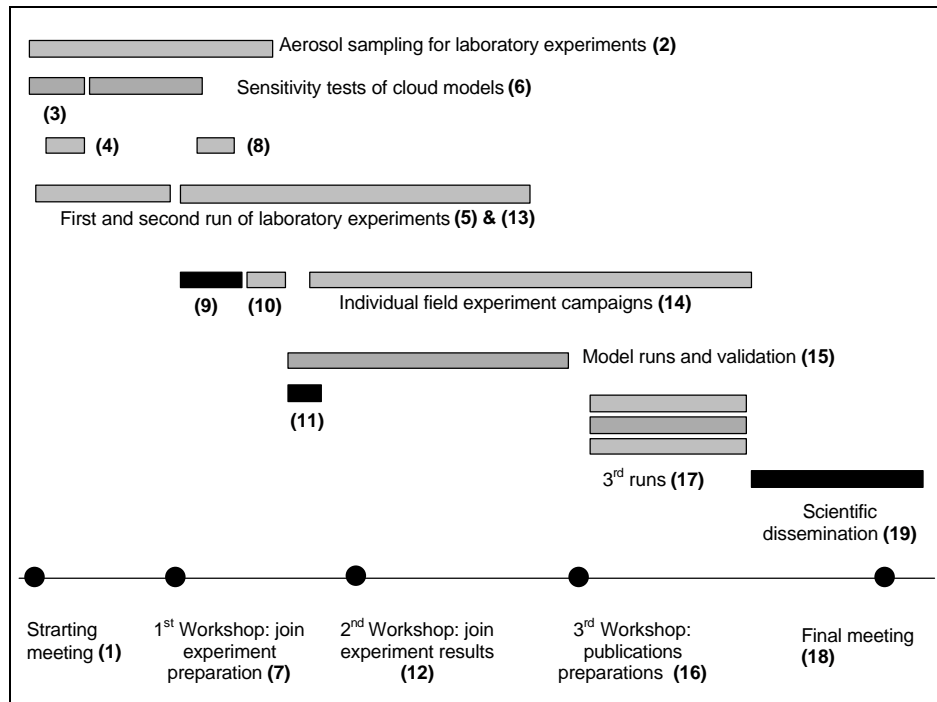 Aerosol sampling for laboratory experiments (2)
Sensitivity tests of cloud models (6)
(3)
(4)
(8)
First and second run of laboratory experiments (5) & (13)
(9)
(10)
Individual field experiment campaigns (14)
Model runs and validation (15)
(11)
3rd runs (17)
Scientific
dissemination (19)
Strarting
meeting (1)
1st Workshop: join
experiment
preparation (7)
2nd Workshop: join
experiment results
(12)
3rd Workshop:
publications
preparations (16)
Final meeting
(18)